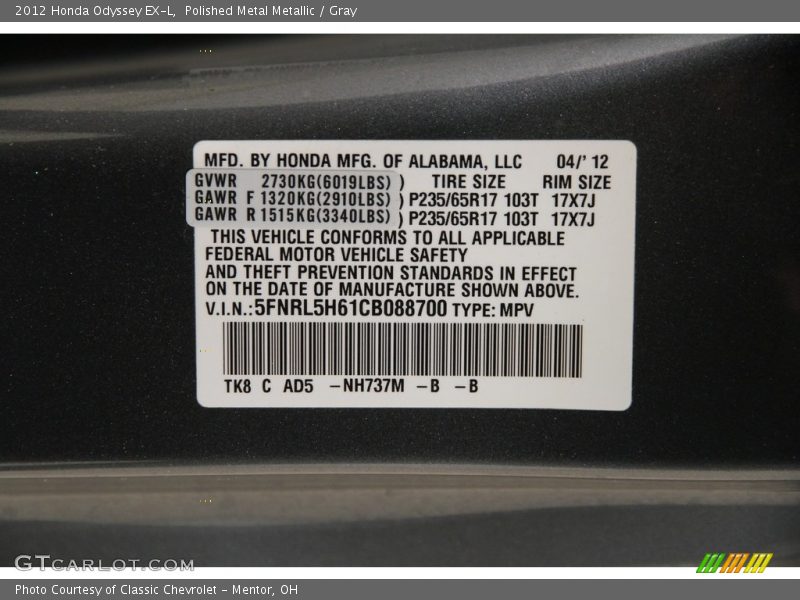 2012 Honda Odyssey EX-L, Polished Metal Metallic / Gray
MFD. BY HONDA MFG. OF ALABAMA, LLC 04/' 12
GVWR 2730KG(6019LBS) ) TIRE SIZE RIM SIZE
GAWR F 1320KG(2910LBS) ) P235/65R17 103T 17X7J
GAWR R 1515KG(3340LBS) ) P235/65R17 103T 17X7J
THIS VEHICLE CONFORMS TO ALL APPLICABLE
FEDERAL MOTOR VEHICLE SAFETY
AND THEFT PREVENTION STANDARDS IN EFFECT
ON THE DATE OF MANUFACTURE SHOWN ABOVE.
V.I.N.:5FNRL5H61CB088700 TYPE: MPV
TK8 C AD5 –NH737M –B –B
GTCARLOT.COM
Photo Courtesy of Classic Chevrolet - Mentor, OH